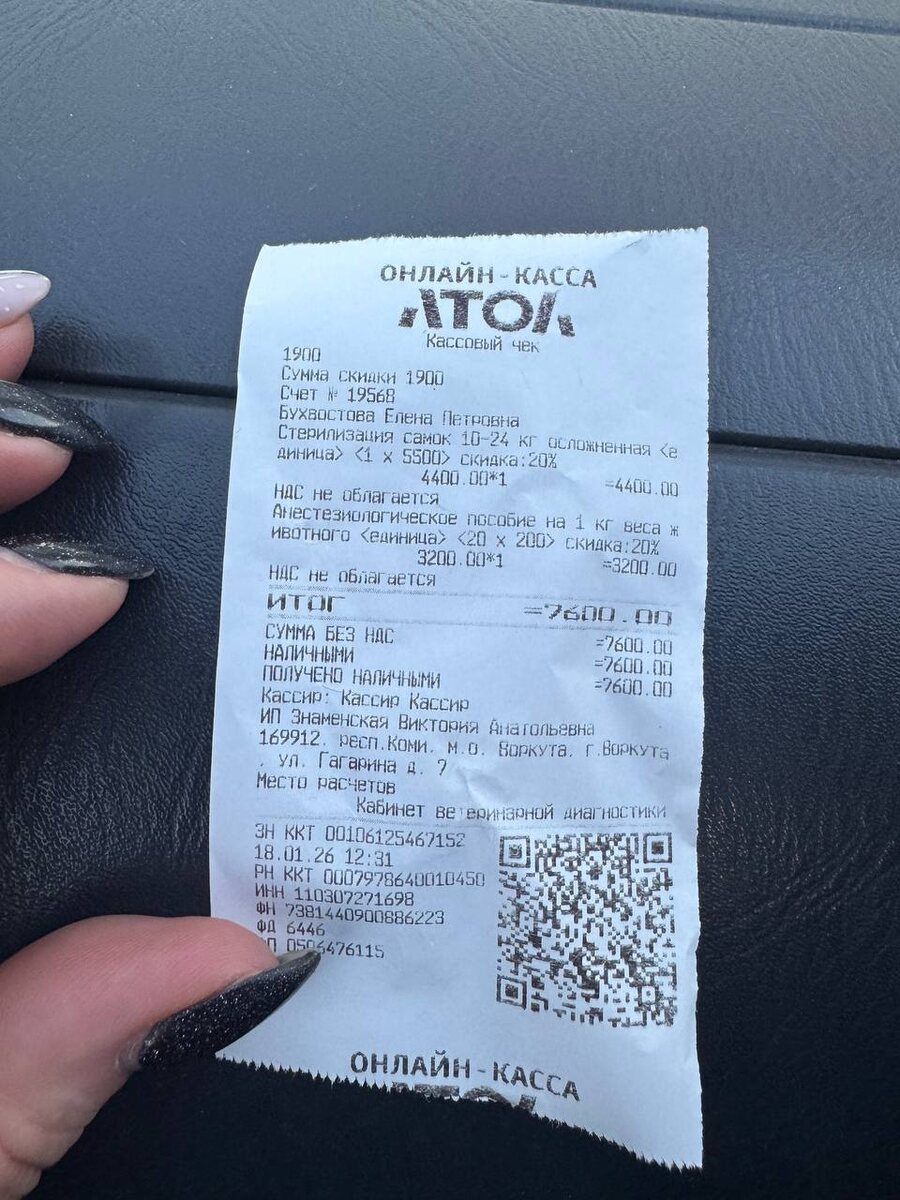 ОНЛАЙН-КАССА
АТОЛ
Кассовый чек
1900
Сумма скидки 1900
Счет № 19568
Бухвостова Елена Петровна
Стерилизация самок 10-24 кг осложненная <е
диница> <1 x 5500> скидка:20%
4400.00*1 =4400.00
НДС не облагается
Анестезиологическое пособие на 1 кг веса ж
ивотного <единица> <20 x 200> скидка:20%
3200.00*1 =3200.00
НДС не облагается
ИТОГ =7600.00
СУММА БЕЗ НДС =7600.00
НАЛИЧНЫМИ =7600.00
ПОЛУЧЕНО НАЛИЧНЫМИ =7600.00
Кассир: Кассир Кассир
ИП Знаменская Виктория Анатольевна
169912, респ.Коми, м.о. Воркута, г.Воркута
, ул. Гагарина д. 7
Место расчетов
Кабинет ветеринарной диагностики
ЗН ККТ 00106125467152
18.01.26 12:31
РН ККТ 0007978640010450
ИНН 110307271698
ФН 7381440900886223
ФД 6446
0506476115
ОНЛАЙН-КАССА